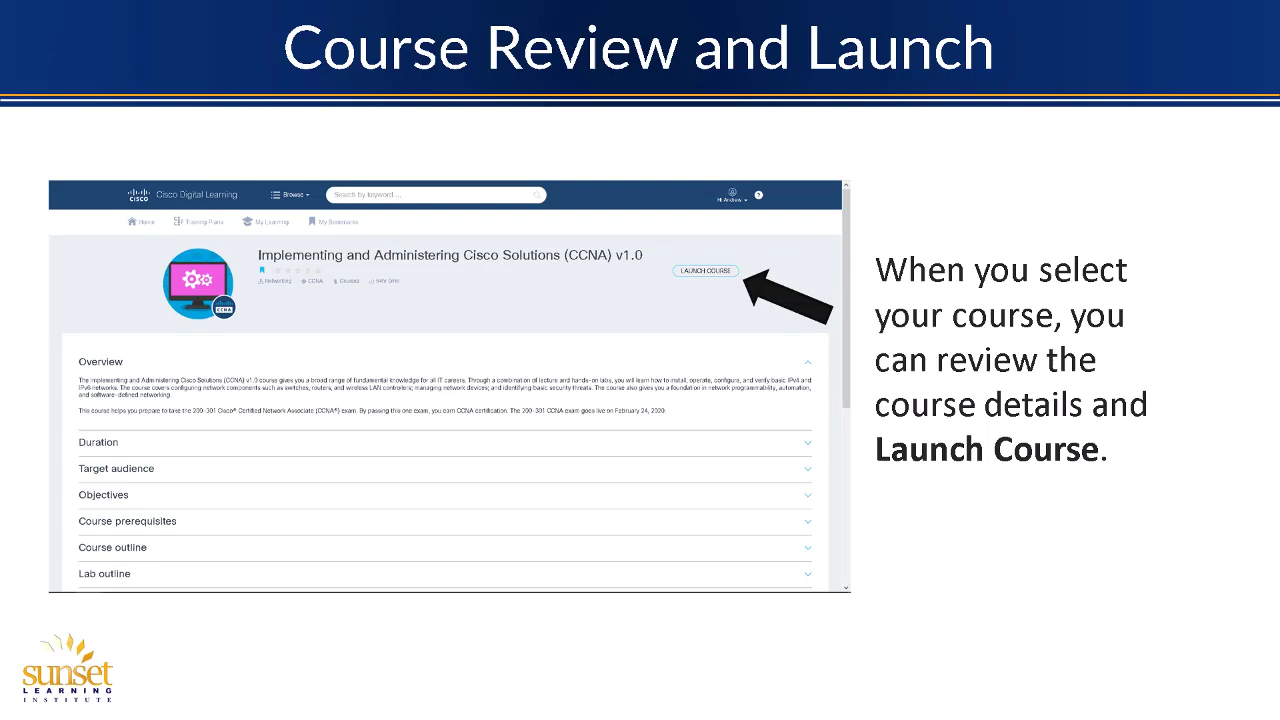 Course Review and Launch
CISCO Cisco Digital Learning Browse Search by keyword ... Hi Andrew ?
Home Training Plans My Learning My Bookmarks
Implementing and Administering Cisco Solutions (CCNA) v1.0
LAUNCH COURSE
Networking CCNA
CCNA
Overview
The Implementing and Administering Cisco Solutions (CCNA) v1.0 course gives you a broad range of fundamental knowledge for all IT careers. Through a combination of lecture and hands-on labs, you will learn how to install, operate, configure, and verify basic IPv4 and
IPv6 networks. The course covers configuring network components such as switches, routers, and wireless LAN controllers; managing network devices; and identifying basic security threats. The course also gives you a foundation in network programmability, automation,
and software-defined networking.
This course helps you prepare to take the 200-301 Cisco® Certified Network Associate (CCNA®) exam. By passing this one exam, you earn CCNA certification. The 200-301 CCNA exam goes live on February 24, 2020.
Duration
Target audience
Objectives
Course prerequisites
Course outline
Lab outline
When you select
your course, you
can review the
course details and
Launch Course.
sunset
LEARNING
INSTITUTE